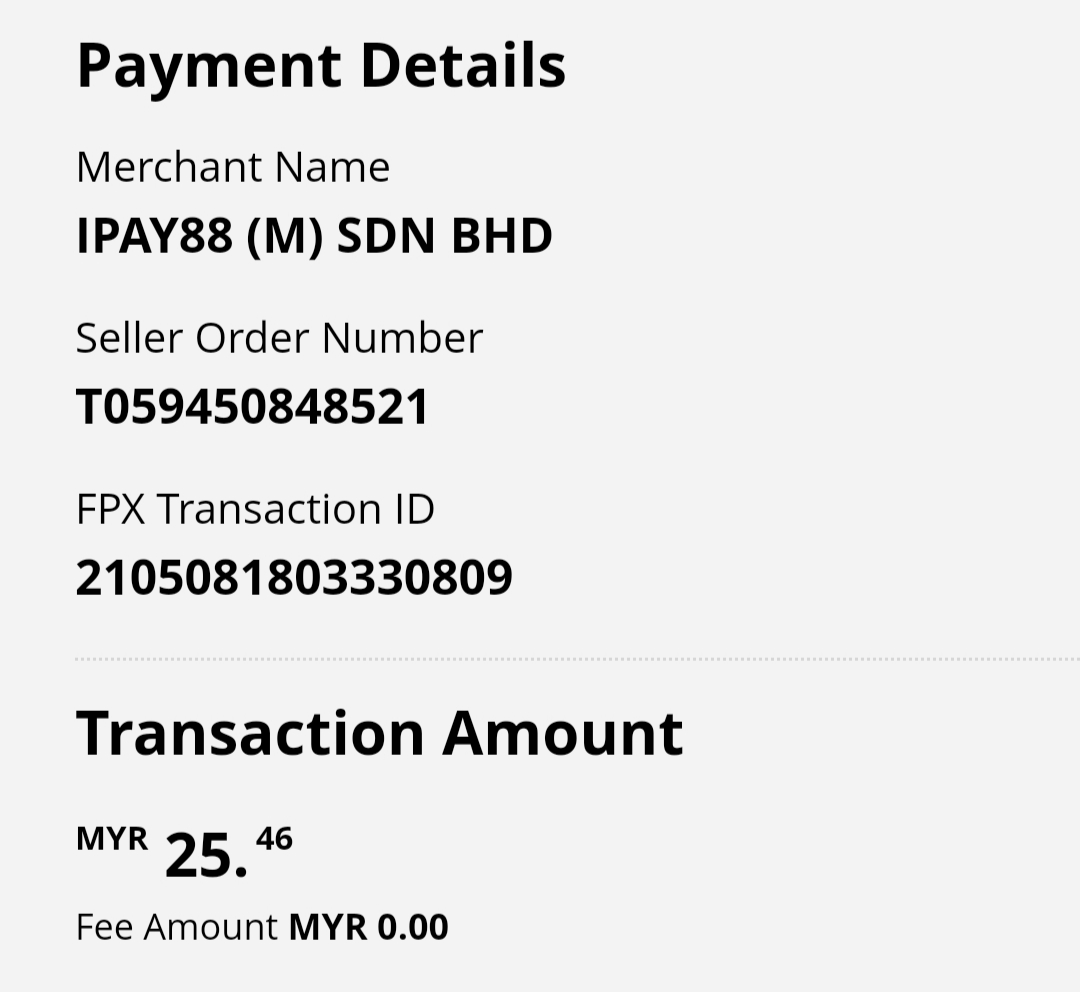 Payment Details
Merchant Name
IPAY88 (M) SDN BHD
Seller Order Number
T059450848521
FPX Transaction ID
2105081803330809
Transaction Amount
MYR 25.46
Fee Amount MYR 0.00